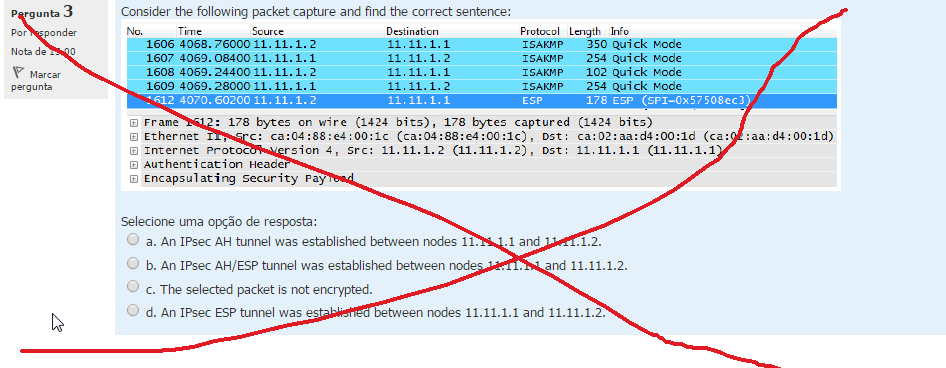 Pergunta 3
Por responder
Nota de 15:00
Marcar
pergunta
Consider the following packet capture and find the correct sentence:
No. Time Source Destination Protocol Length Info
1606 4068.76000 11.11.1.2 11.11.1.1 ISAKMP 350 Quick Mode
1607 4069.08400 11.11.1.1 11.11.1.2 ISAKMP 254 Quick Mode
1608 4069.24400 11.11.1.2 11.11.1.1 ISAKMP 102 Quick Mode
1609 4069.28000 11.11.1.1 11.11.1.2 ISAKMP 254 Quick Mode
1612 4070.60200 11.11.1.2 11.11.1.1 ESP 178 ESP (SPI=0x57508ec3)
Frame 1612: 178 bytes on wire (1424 bits), 178 bytes captured (1424 bits)
Ethernet II, Src: ca:04:88:e4:00:1c (ca:04:88:e4:00:1c), Dst: ca:02:aa:d4:00:1d (ca:02:aa:d4:00:1d)
Internet Protocol Version 4, Src: 11.11.1.2 (11.11.1.2), Dst: 11.11.1.1 (11.11.1.1)
Authentication Header
Encapsulating Security Payload
Selecione uma opção de resposta:
a. An IPsec AH tunnel was established between nodes 11.11.1.1 and 11.11.1.2.
b. An IPsec AH/ESP tunnel was established between nodes 11.11.1.1 and 11.11.1.2.
c. The selected packet is not encrypted.
d. An IPsec ESP tunnel was established between nodes 11.11.1.1 and 11.11.1.2.